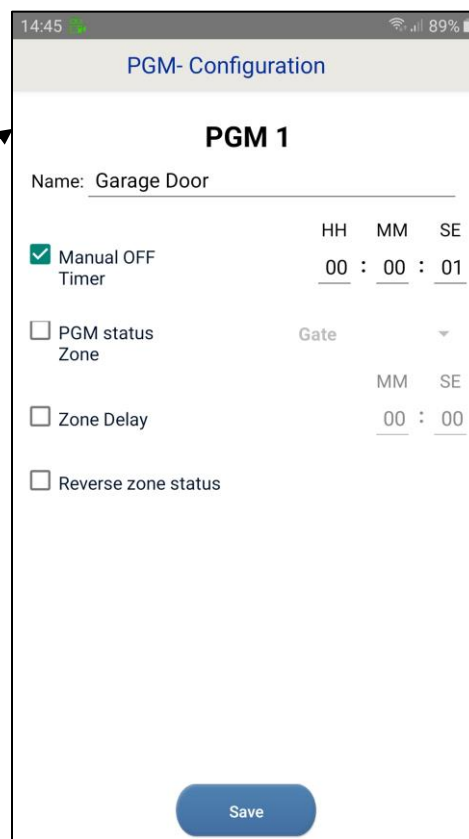 14:45 89%
PGM- Configuration
PGM 1
Name: Garage Door
HH MM SE
Manual OFF
Timer
00 : 00 : 01
PGM status
Zone
Gate
MM SE
Zone Delay 00 : 00
Reverse zone status
Save